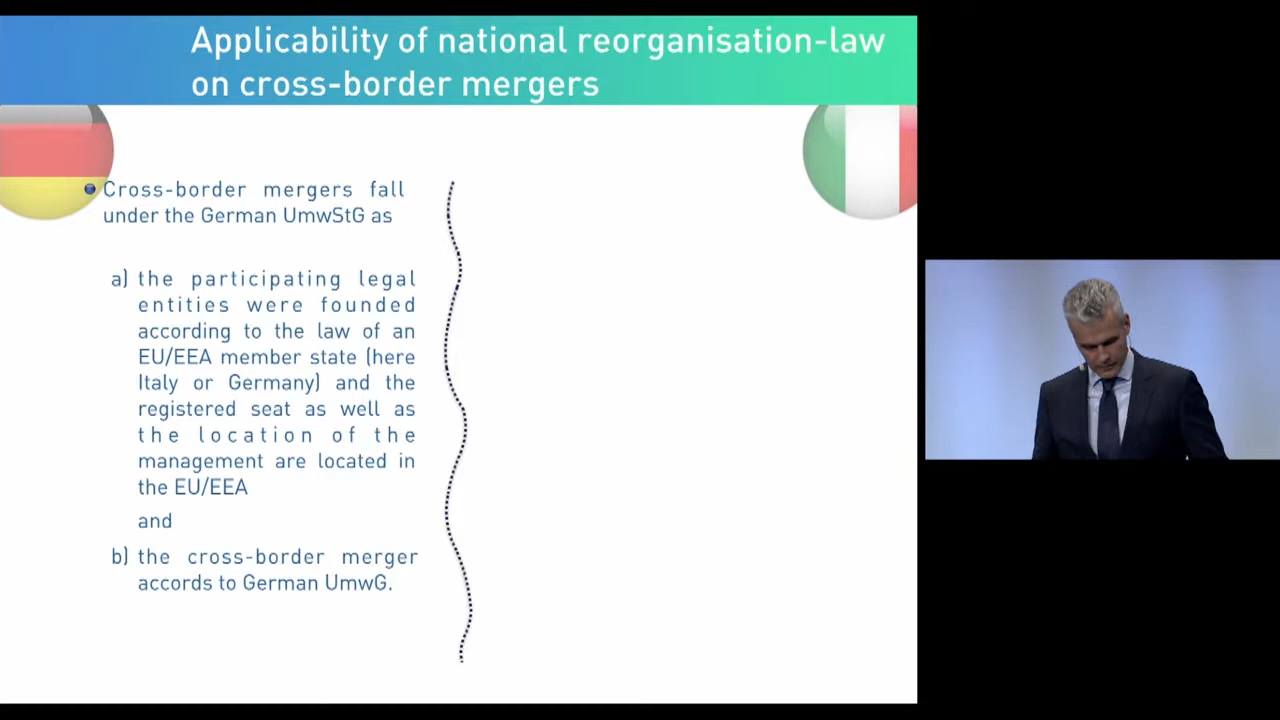 Applicability of national reorganisation-law
on cross-border mergers
Cross-border mergers fall
under the German UmwStG as
a) the participating legal
entities were founded
according to the law of an
EU/EEA member state (here
Italy or Germany) and the
registered seat as well as
the location of the
management are located in
the EU/EEA
and
b) the cross-border merger
accords to German UmwG.